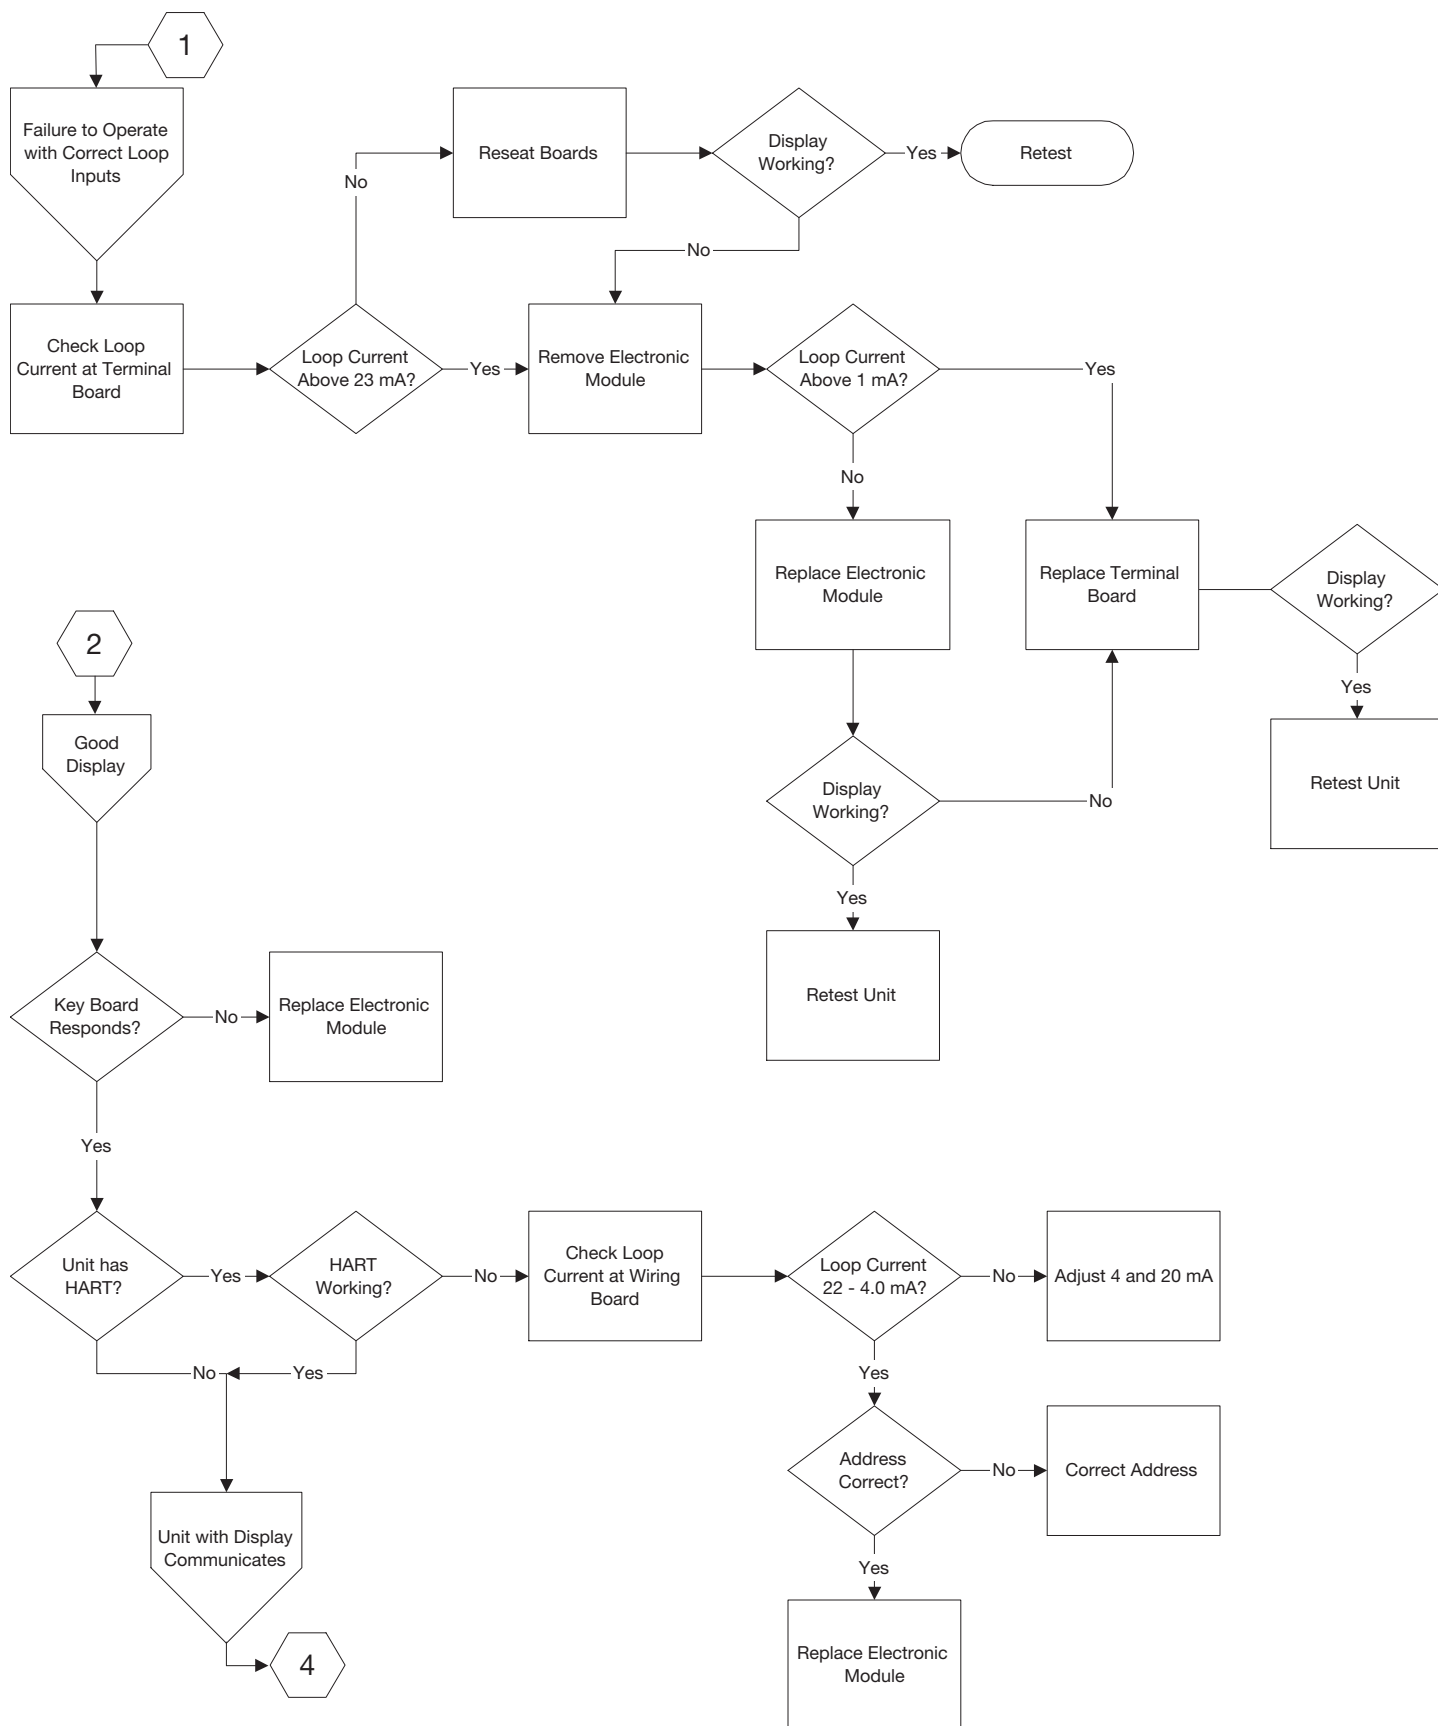 1
Failure to Operate
with Correct Loop
Inputs
Reseat Boards
Display
Working?
Yes
Retest
No
No
Check Loop
Current at Terminal
Board
Loop Current
Above 23 mA?
Yes
Remove Electronic
Module
Loop Current
Above 1 mA?
Yes
No
Replace Electronic
Module
Replace Terminal
Board
Display
Working?
Yes
Retest Unit
Display
Working?
No
Yes
Retest Unit
2
Good
Display
Key Board
Responds?
No
Replace Electronic
Module
Yes
Unit has
HART?
Yes
HART
Working?
No
Check Loop
Current at Wiring
Board
Loop Current
22 - 4.0 mA?
No
Adjust 4 and 20 mA
No
Yes
Yes
Address
Correct?
No
Correct Address
Unit with Display
Communicates
Yes
4
Replace Electronic
Module